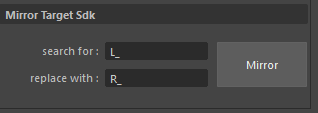 Mirror Target Sdk
search for : L_
replace with : R_
Mirror